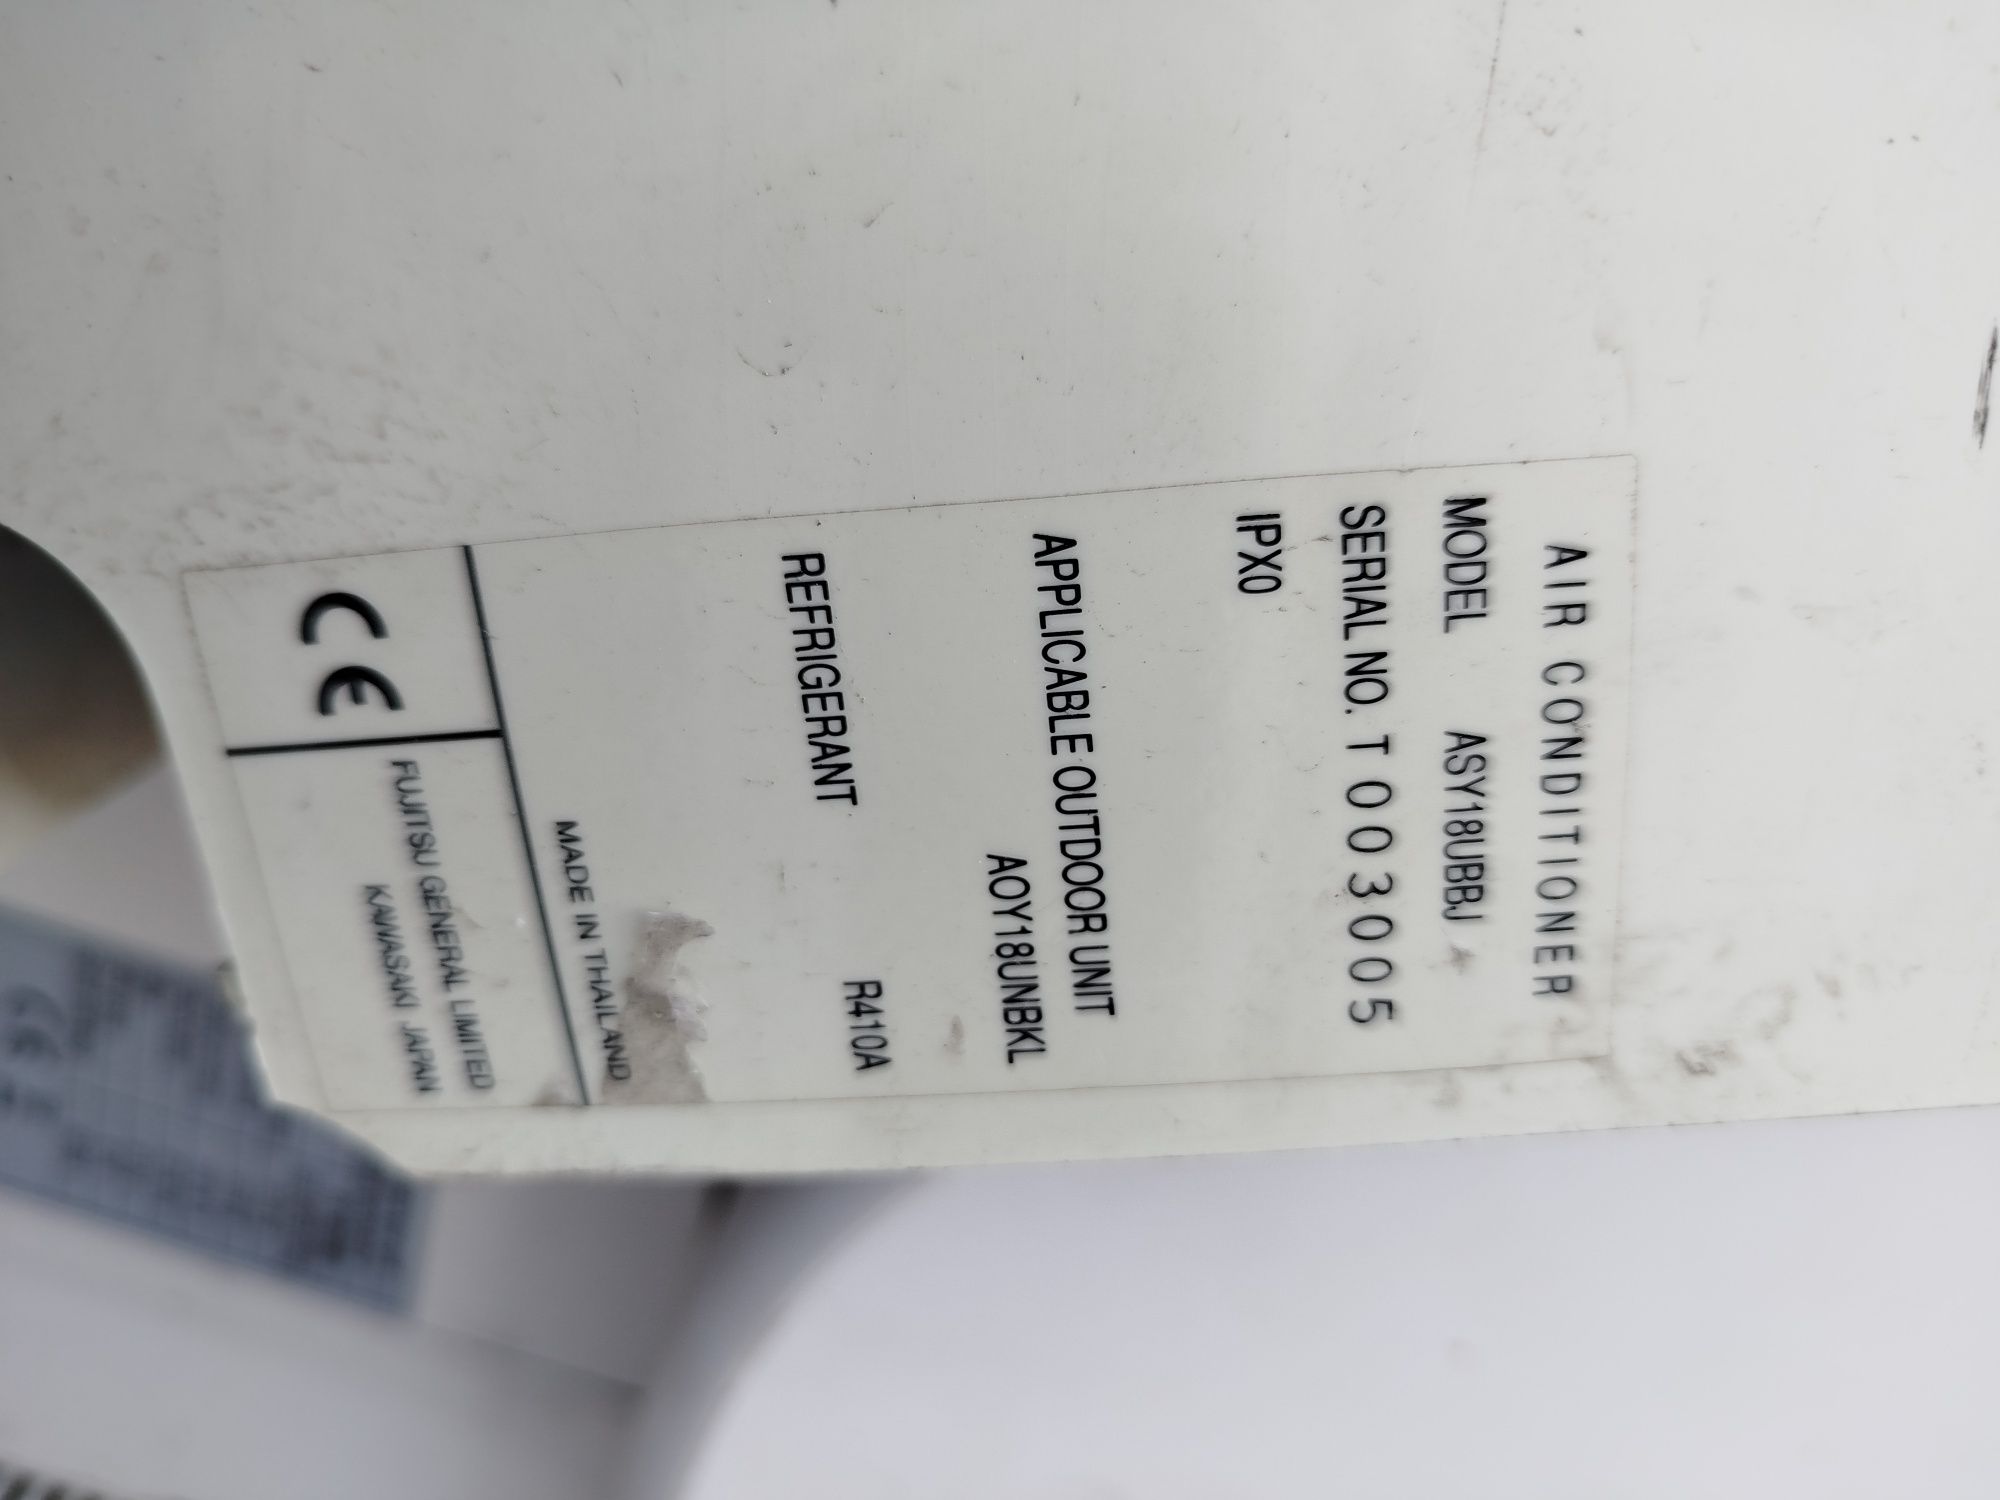 AIR CONDITIONER
MODEL ASY18UBBJ
SERIAL NO. T003005
IPX0
APPLICABLE OUTDOOR UNIT
AOY18UNBKL
REFRIGERANT R410A
MADE IN THAILAND
CE
FUJITSU GENERAL LIMITED
KAWASAKI JAPAN